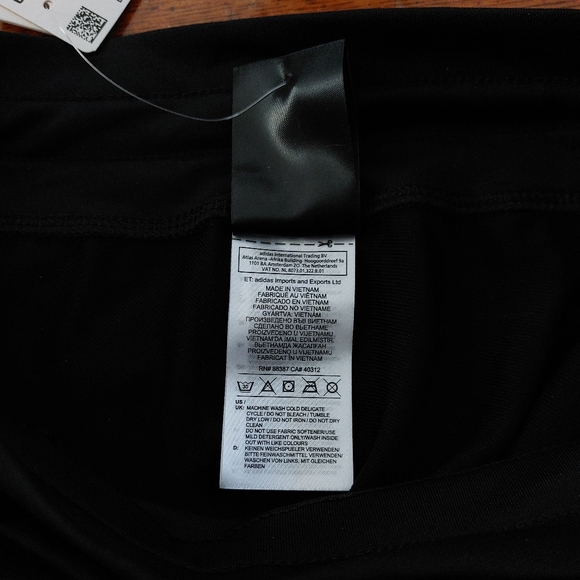 adidas International Trading BV
Atlas Arena -Afrika Building Hoogoorddreef 9a
1101 BA Amsterdam ZO -The Netherlands
VAT NO. NL.8073.01.322.B.01
ET: adidas Imports and Exports Ltd
MADE IN VIETNAM
FABRIQUÉ AU VIÊTNAM
FABRICADO EN VIETNAM
FABRICADO NO VIETNAME
GYÁRTVA: VIETNÁM
ПРОИЗВЕДЕНО ВЪВ ВИЕТНАМ
СДЕЛАНО ВО ВЬЕТНАМЕ
PROIZVEDENO U VIJETNAMU
VIETNAM'DA IMAL EDILMISTIR.
ВЬЕТНАМДА ЖАСАЛҒАН
PROIZVEDENO U VIJETNAMU
FABRICAT ÎN VIETNAM
RN# 88387 CA# 40312
US /
UK: MACHINE WASH COLD DELICATE
CYCLE / DO NOT BLEACH / TUMBLE
DRY LOW / DO NOT IRON / DO NOT DRY
CLEAN
DO NOT USE FABRIC SOFTENER/USE
MILD DETERGENT ONLY/WASH INSIDE
OUT WITH LIKE COLOURS
D: KEINEN WEICHSPUELER VERWENDEN/
BITTE FEINWASCHMITTEL VERWENDEN/
WASCHEN VON LINKS, MIT GLEICHEN
FARBEN